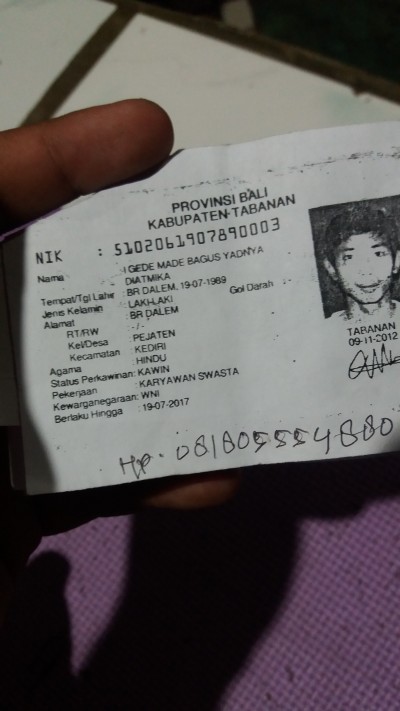 PROVINSI BALI
KABUPATEN TABANAN
NIK : 5102061907890003
Nama : I GEDE MADE BAGUS YADNYA
DIATMIKA
Tempat/Tgl Lahir : BR DALEM, 19-07-1989
Jenis Kelamin : LAKI-LAKI Gol Darah : -
Alamat : BR DALEM
RT/RW : -/-
Kel/Desa : PEJATEN
Kecamatan : KEDIRI
Agama : HINDU
Status Perkawinan: KAWIN
Pekerjaan : KARYAWAN SWASTA
Kewarganegaraan: WNI
Berlaku Hingga : 19-07-2017
TABANAN
09-11-2012
Hp. 081805554880